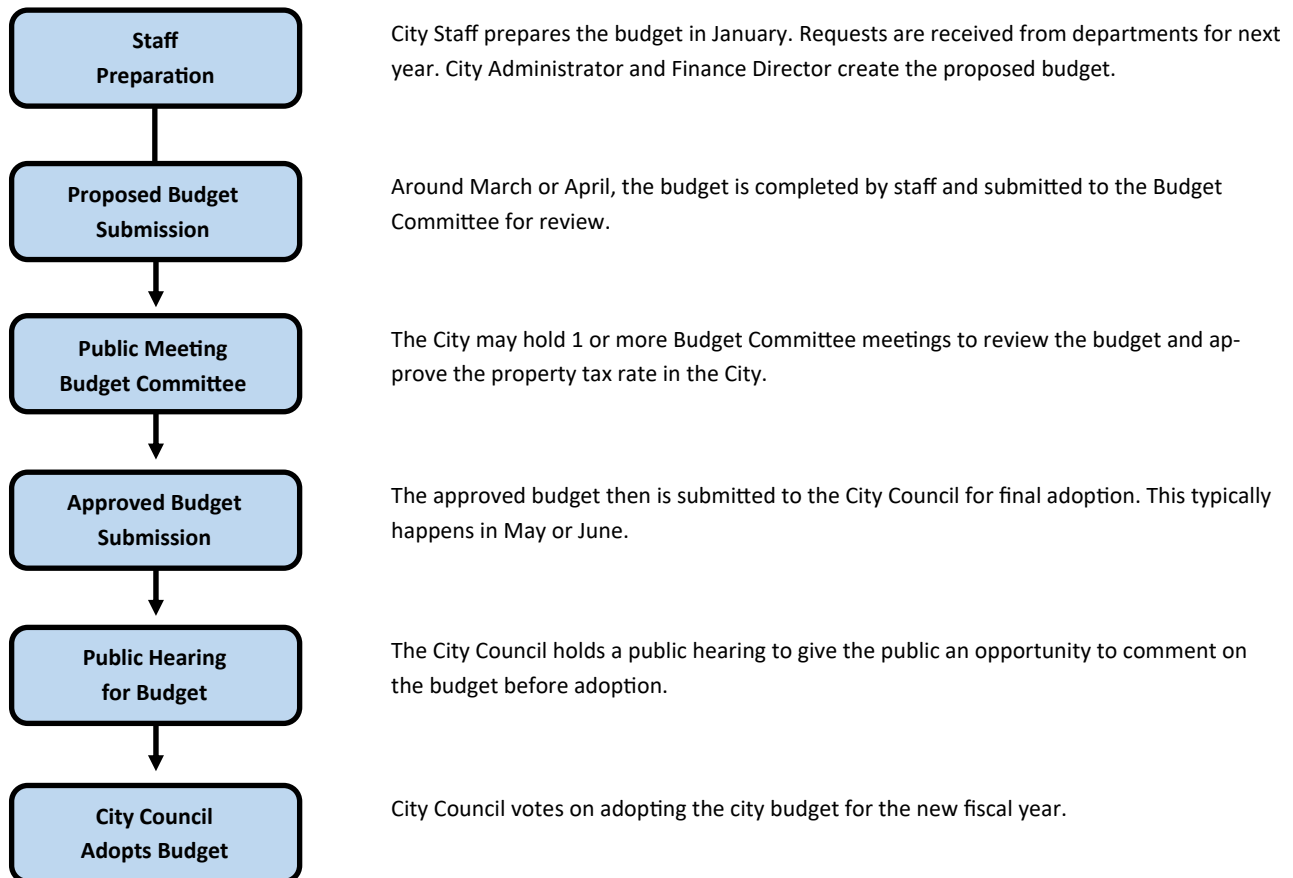 Staff
Preparation
City Staff prepares the budget in January. Requests are received from departments for next
year. City Administrator and Finance Director create the proposed budget.
Proposed Budget
Submission
Around March or April, the budget is completed by staff and submitted to the Budget
Committee for review.
Public Meeting
Budget Committee
The City may hold 1 or more Budget Committee meetings to review the budget and ap-
prove the property tax rate in the City.
Approved Budget
Submission
The approved budget then is submitted to the City Council for final adoption. This typically
happens in May or June.
Public Hearing
for Budget
The City Council holds a public hearing to give the public an opportunity to comment on
the budget before adoption.
City Council
Adopts Budget
City Council votes on adopting the city budget for the new fiscal year.